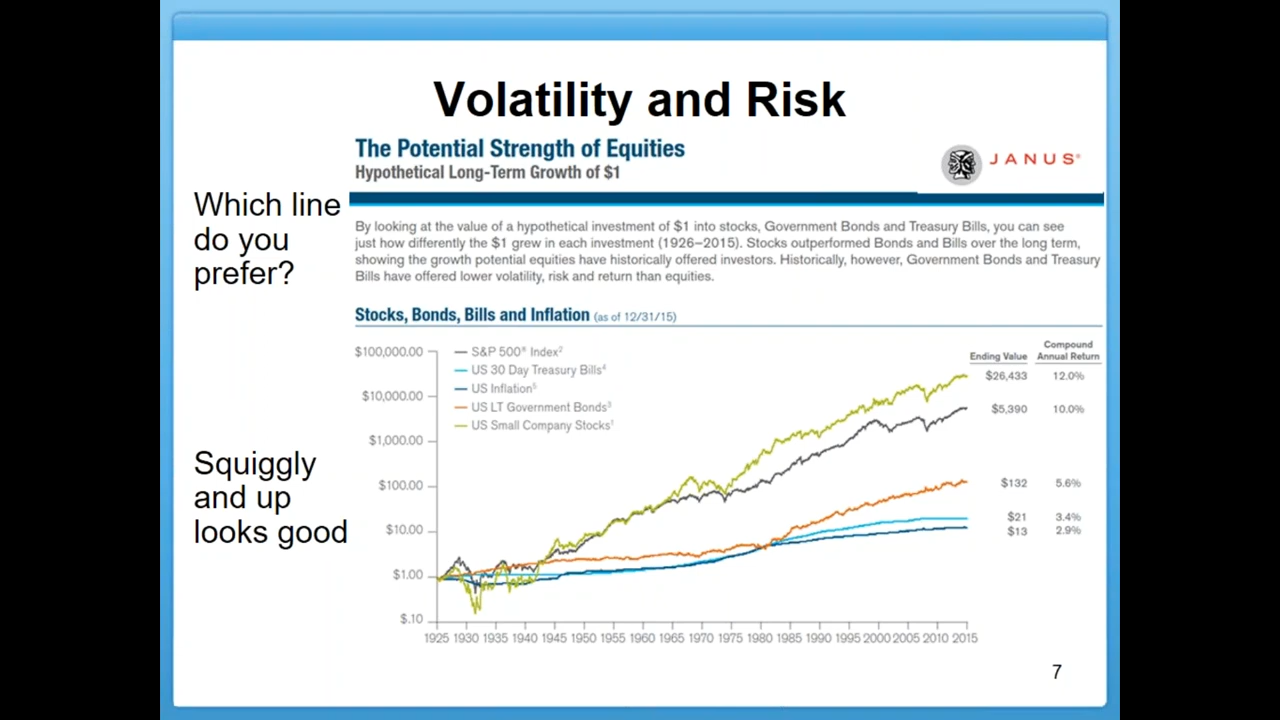 Volatility and Risk
The Potential Strength of Equities
Hypothetical Long-Term Growth of $1
JANUS®
Which line
do you
prefer?
By looking at the value of a hypothetical investment of $1 into stocks, Government Bonds and Treasury Bills, you can see
just how differently the $1 grew in each investment (1926–2015). Stocks outperformed Bonds and Bills over the long term,
showing the growth potential equities have historically offered investors. Historically, however, Government Bonds and Treasury
Bills have offered lower volatility, risk and return than equities.
Stocks, Bonds, Bills and Inflation (as of 12/31/15)
Squiggly
and up
looks good
$100,000.00
$10,000.00
$1,000.00
$100.00
$10.00
$1.00
$.10
S&P 500® Index²
US 30 Day Treasury Bills⁴
US Inflation⁵
US LT Government Bonds³
US Small Company Stocks¹
Ending Value
Compound
Annual Return
$26,433 12.0%
$5,390 10.0%
$132 5.6%
$21 3.4%
$13 2.9%
1925 1930 1935 1940 1945 1950 1955 1960 1965 1970 1975 1980 1985 1990 1995 2000 2005 2010 2015
7